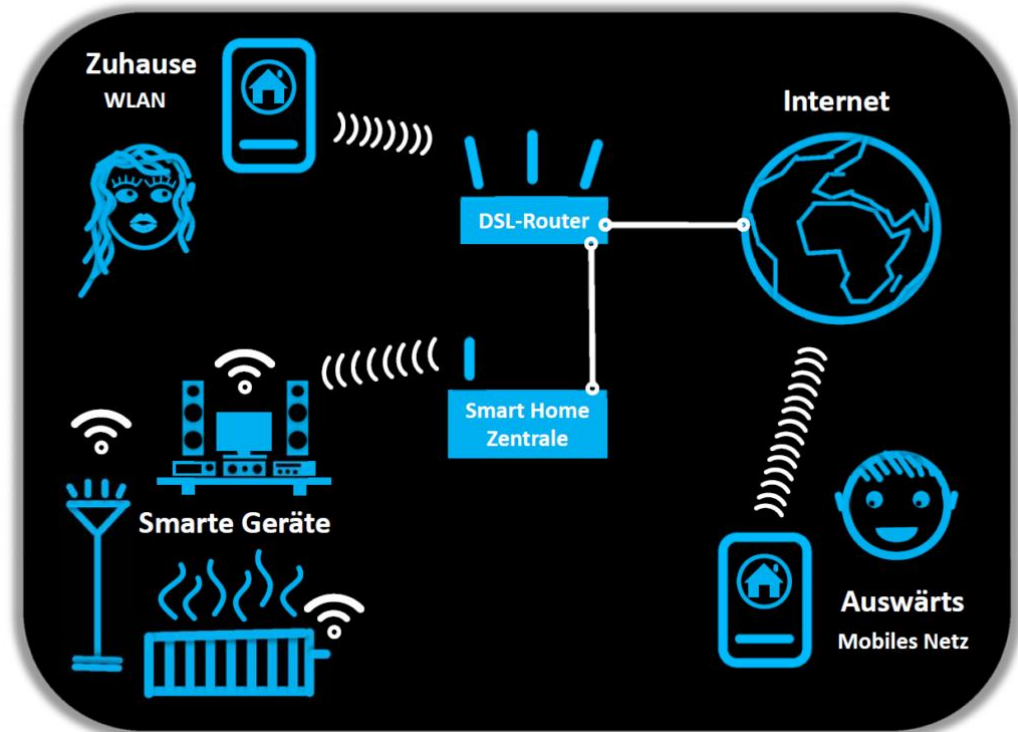 Zuhause
WLAN
Internet
DSL-Router
Smart Home
Zentrale
Smarte Geräte
Auswärts
Mobiles Netz